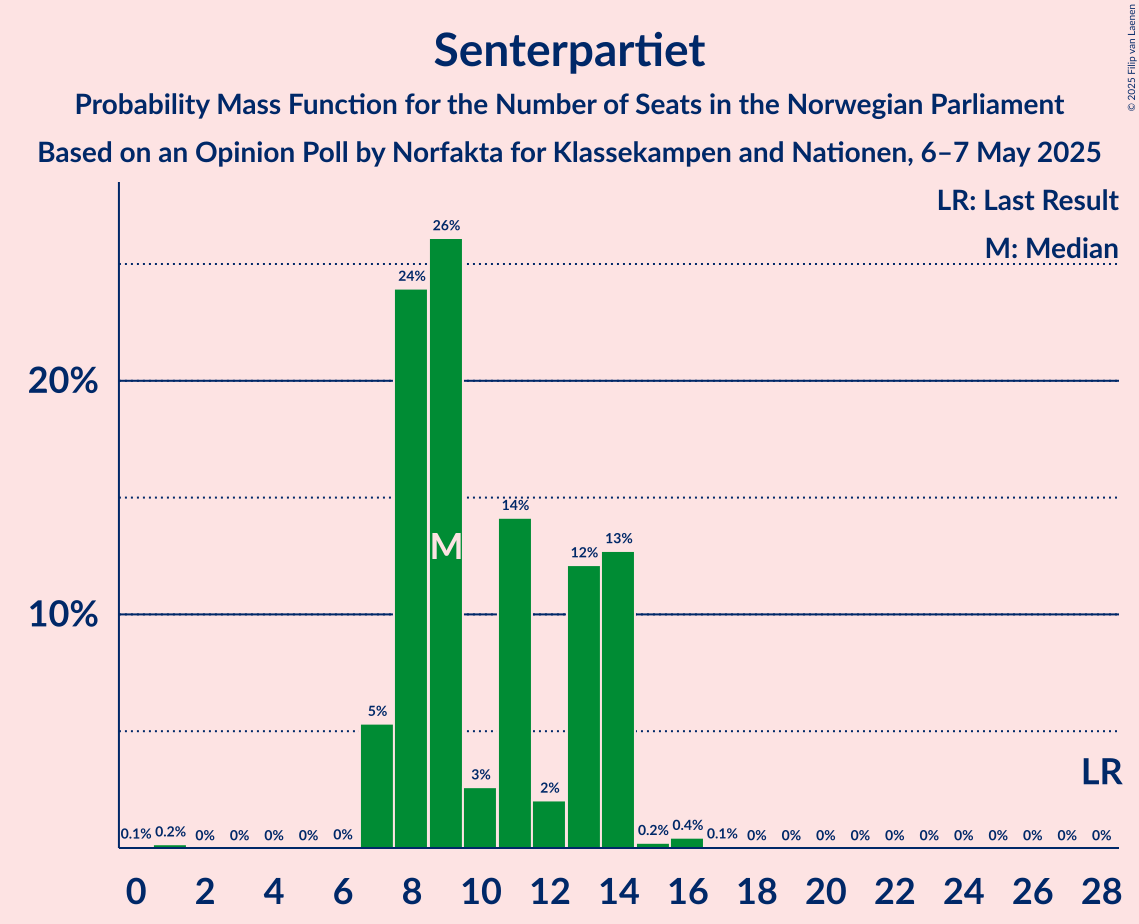 Senterpartiet
Probability Mass Function for the Number of Seats in the Norwegian Parliament
Based on an Opinion Poll by Norfakta for Klassekampen and Nationen, 6–7 May 2025
© 2025 Filip van Laenen
LR: Last Result
M: Median
20%
10%
0.1% 0.2% 0% 0% 0% 0% 0% 5% 24% 26% 3% 14% 2% 12% 13% 0.2% 0.4% 0.1% 0% 0% 0% 0% 0% 0% 0% 0% 0% 0% 0%
M
LR
0 2 4 6 8 10 12 14 16 18 20 22 24 26 28